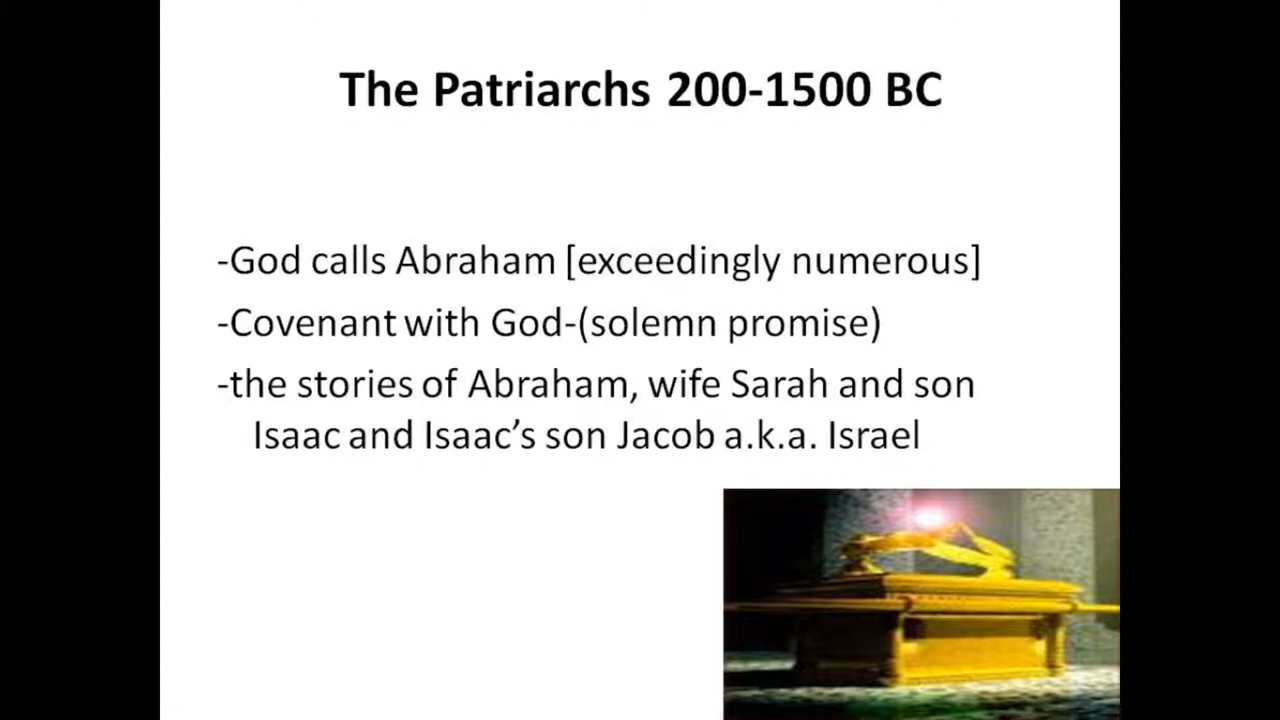 The Patriarchs 200-1500 BC
-God calls Abraham [exceedingly numerous]
-Covenant with God-(solemn promise)
-the stories of Abraham, wife Sarah and son
Isaac and Isaac’s son Jacob a.k.a. Israel